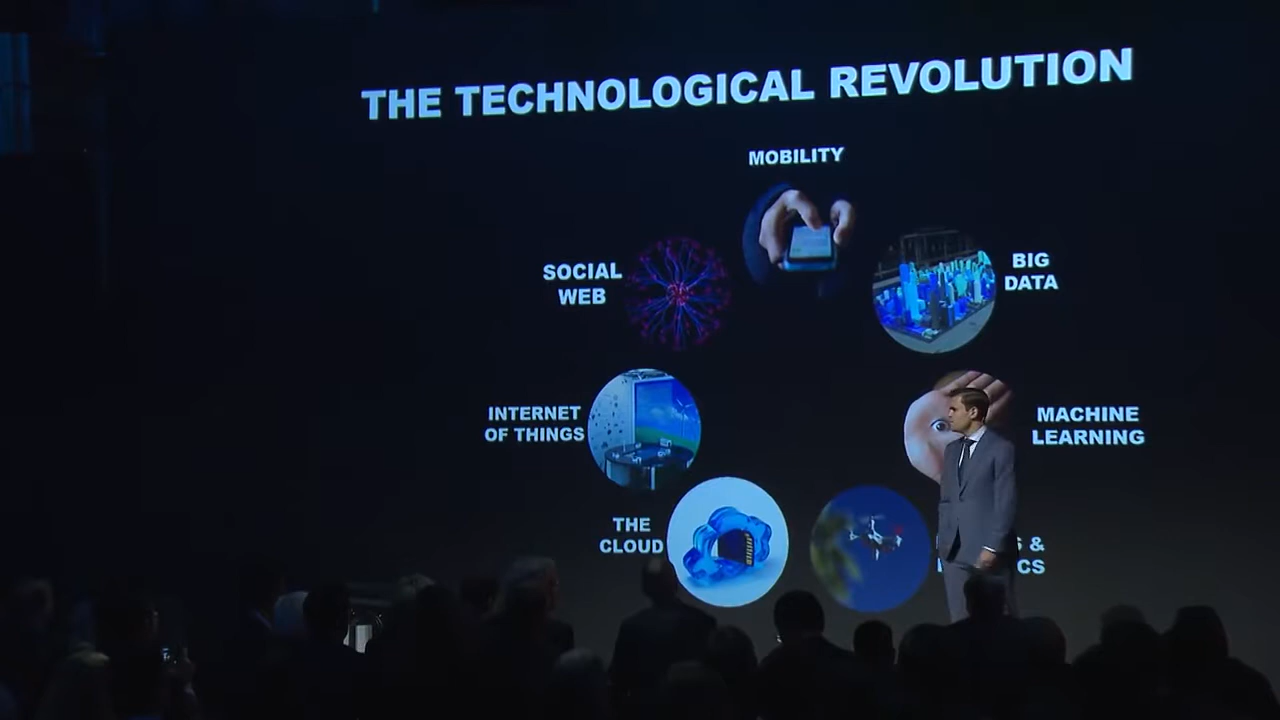 THE TECHNOLOGICAL REVOLUTION
MOBILITY
SOCIAL
WEB
BIG
DATA
INTERNET
OF THINGS
MACHINE
LEARNING
THE
CLOUD
&